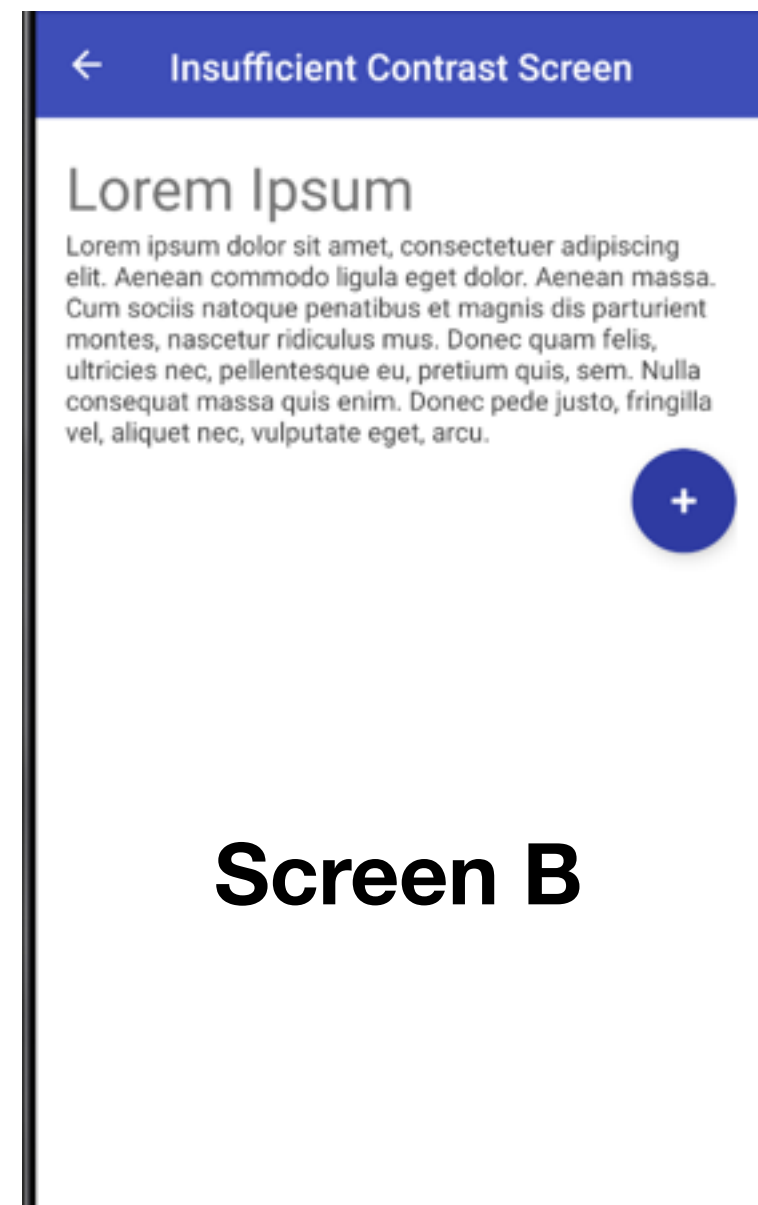 Insufficient Contrast Screen
Lorem Ipsum
Lorem ipsum dolor sit amet, consectetuer adipiscing
elit. Aenean commodo ligula eget dolor. Aenean massa.
Cum sociis natoque penatibus et magnis dis parturient
montes, nascetur ridiculus mus. Donec quam felis,
ultricies nec, pellentesque eu, pretium quis, sem. Nulla
consequat massa quis enim. Donec pede justo, fringilla
vel, aliquet nec, vulputate eget, arcu.
+
Screen B